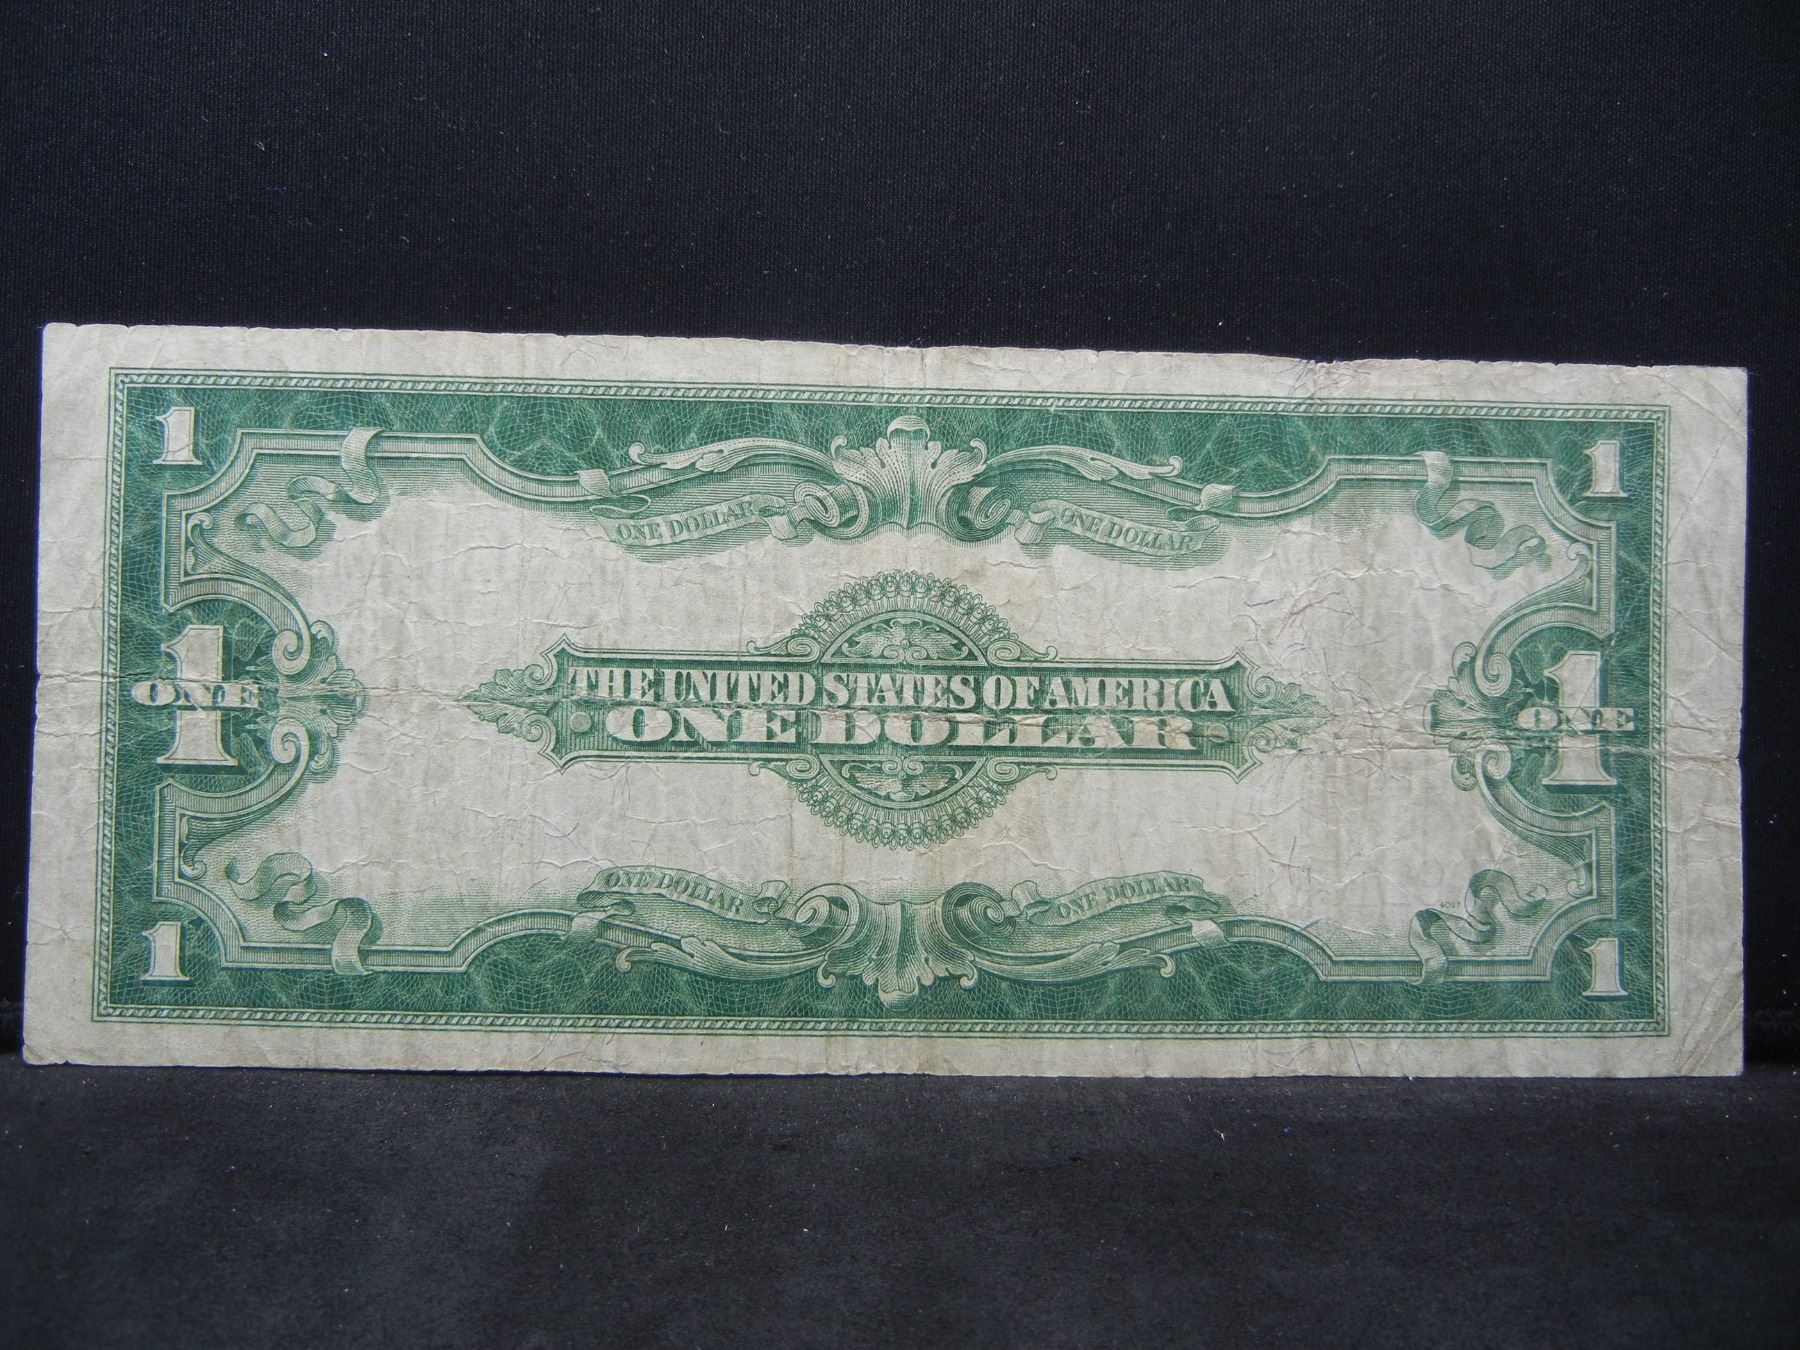 1 1
ONE DOLLAR ONE DOLLAR
THE UNITED STATES OF AMERICA
ONE 1 ONE DOLLAR ONE 1
ONE DOLLAR ONE DOLLAR
4027
1 1